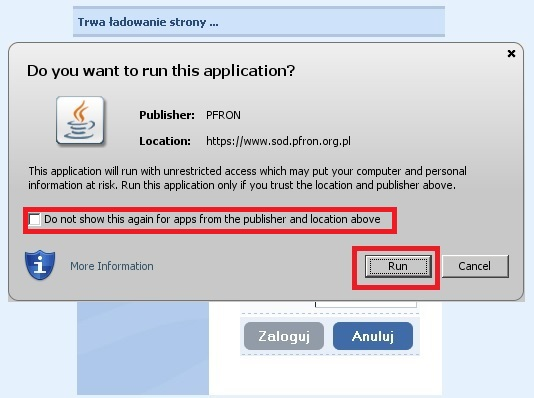 Trwa ładowanie strony ...
Do you want to run this application?
Publisher: PFRON
Location: https://www.sod.pfron.org.pl
This application will run with unrestricted access which may put your computer and personal
information at risk. Run this application only if you trust the location and publisher above.
Do not show this again for apps from the publisher and location above
More Information
Run
Cancel
Zaloguj
Anuluj